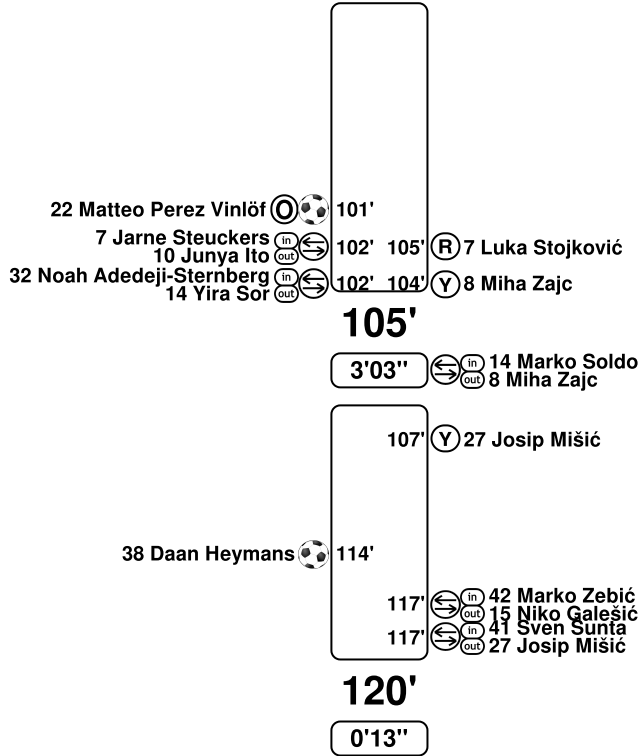 22 Matteo Perez Vinlöf O 101'
7 Jarne Steuckers in
10 Junya Ito out
102' 105' R 7 Luka Stojković
32 Noah Adedeji-Sternberg in
14 Yira Sor out
102' 104' Y 8 Miha Zajc
105'
3'03" in 14 Marko Soldo
out 8 Miha Zajc
107' Y 27 Josip Mišić
38 Daan Heymans 114'
117' in 42 Marko Zebić
out 15 Niko Galešić
117' in 41 Sven Šunta
out 27 Josip Mišić
120'
0'13"